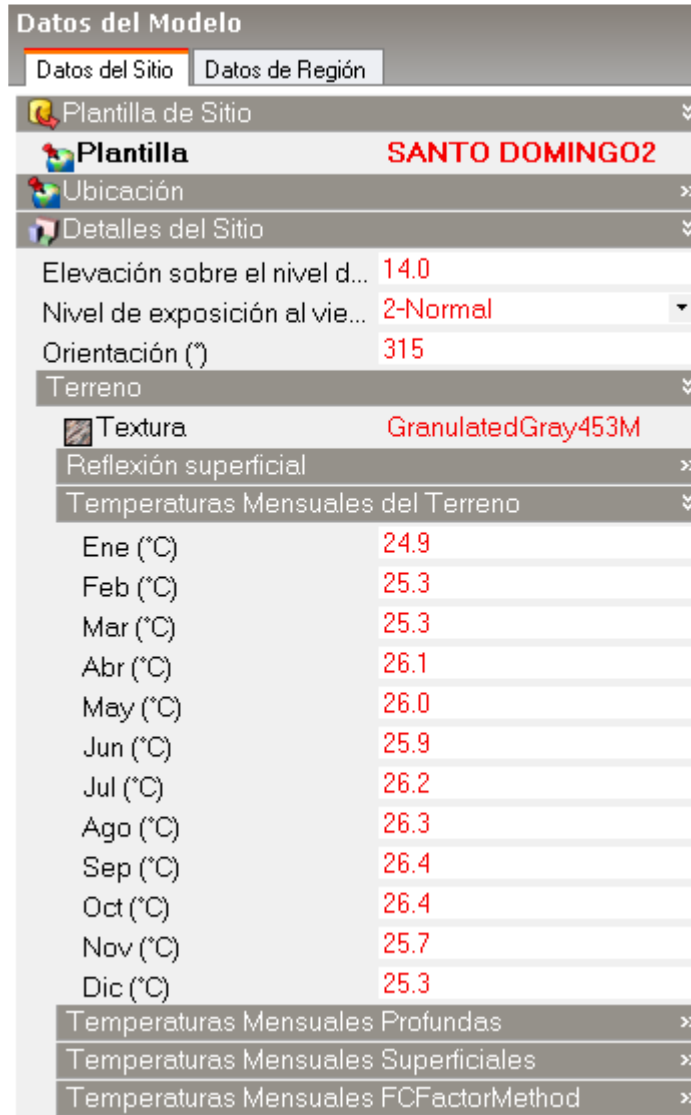 Datos del Modelo
Datos del Sitio Datos de Región
Plantilla de Sitio
Plantilla SANTO DOMINGO2
Ubicación
Detalles del Sitio
Elevación sobre el nivel d... 14.0
Nivel de exposición al vie... 2-Normal
Orientación (°) 315
Terreno
Textura GranulatedGray453M
Reflexión superficial
Temperaturas Mensuales del Terreno
Ene (°C) 24.9
Feb (°C) 25.3
Mar (°C) 25.3
Abr (°C) 26.1
May (°C) 26.0
Jun (°C) 25.9
Jul (°C) 26.2
Ago (°C) 26.3
Sep (°C) 26.4
Oct (°C) 26.4
Nov (°C) 25.7
Dic (°C) 25.3
Temperaturas Mensuales Profundas
Temperaturas Mensuales Superficiales
Temperaturas Mensuales FCFactorMethod